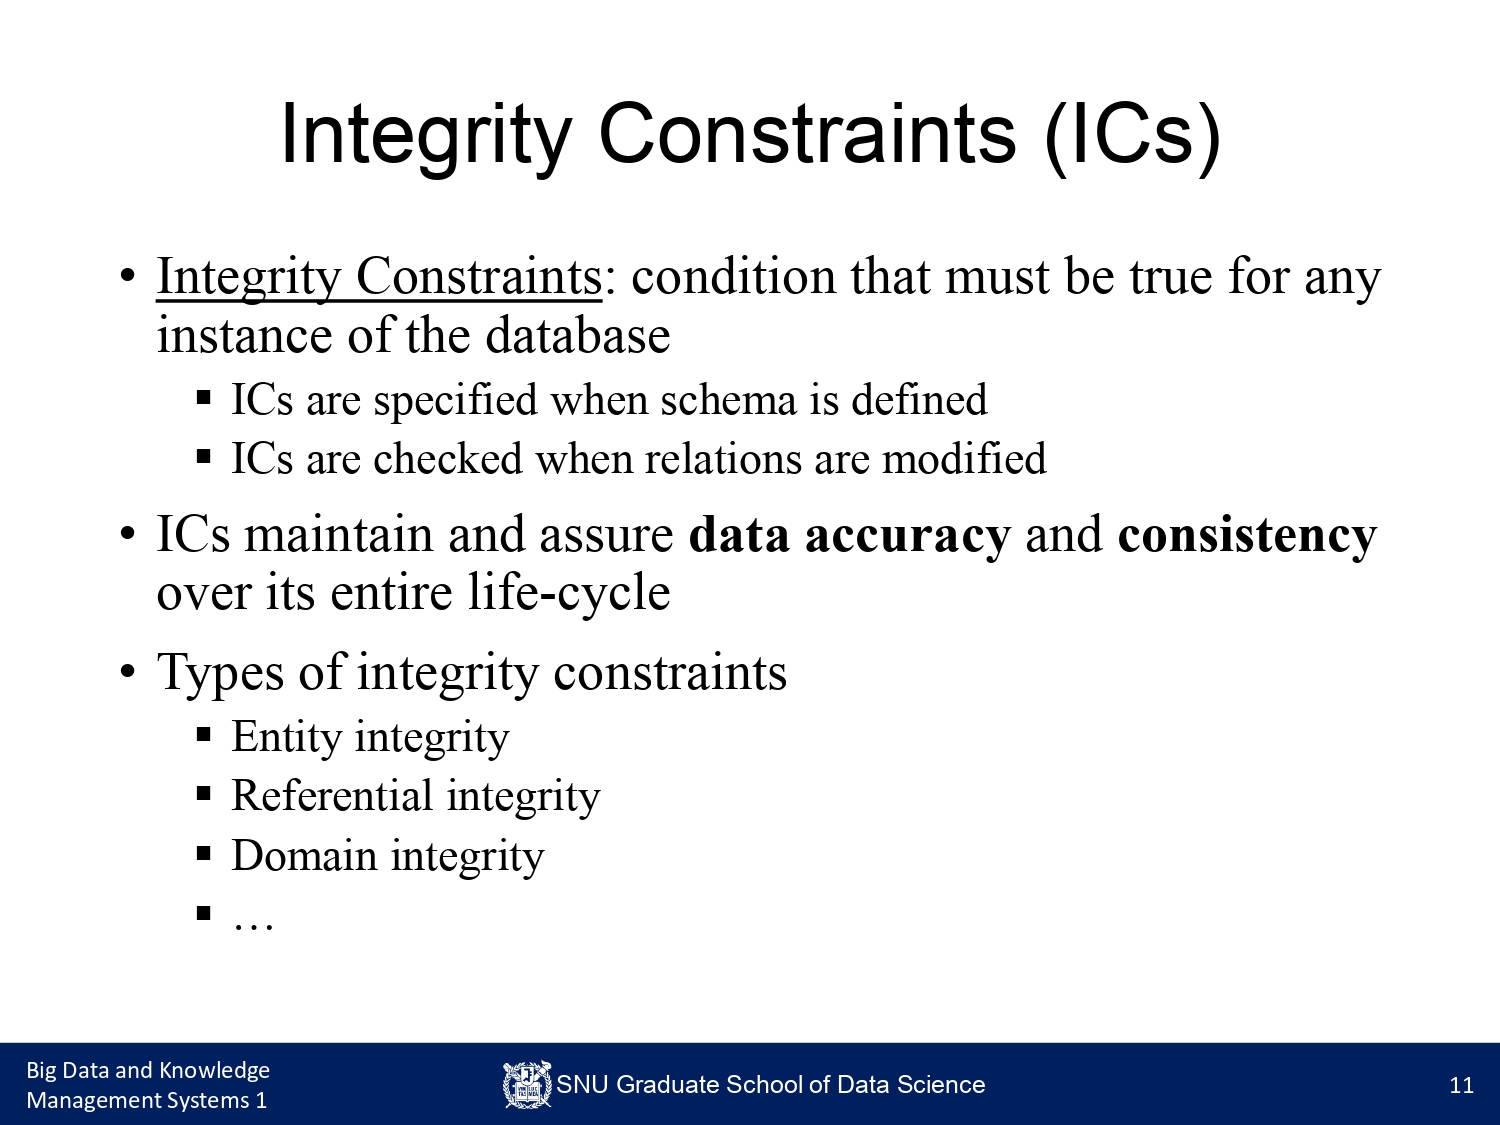 Integrity Constraints (ICs)
• Integrity Constraints: condition that must be true for any
instance of the database
▪ ICs are specified when schema is defined
▪ ICs are checked when relations are modified
• ICs maintain and assure data accuracy and consistency
over its entire life-cycle
• Types of integrity constraints
▪ Entity integrity
▪ Referential integrity
▪ Domain integrity
▪ …
Big Data and Knowledge
Management Systems 1
SNU Graduate School of Data Science
11